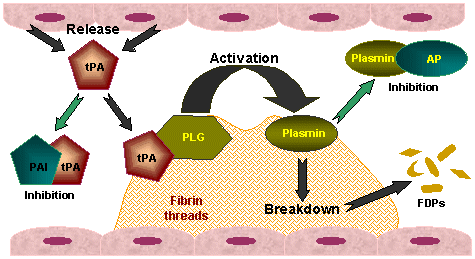 Release
tPA
Activation
Plasmin
AP
Inhibition
PLG
Plasmin
PAI
tPA
tPA
Inhibition
Fibrin
threads
Breakdown
FDPs